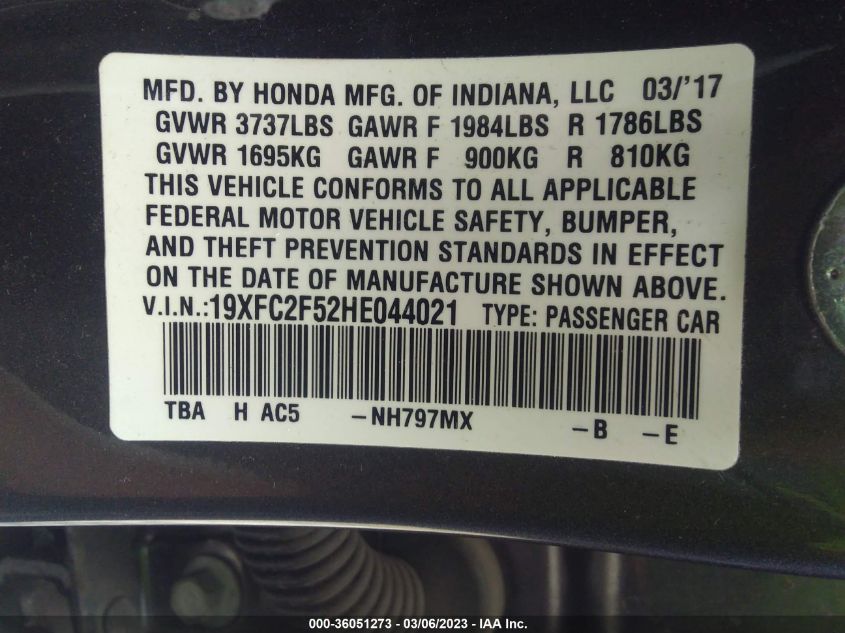 MFD. BY HONDA MFG. OF INDIANA, LLC 03/'17
GVWR 3737LBS GAWR F 1984LBS R 1786LBS
GVWR 1695KG GAWR F 900KG R 810KG
THIS VEHICLE CONFORMS TO ALL APPLICABLE
FEDERAL MOTOR VEHICLE SAFETY, BUMPER,
AND THEFT PREVENTION STANDARDS IN EFFECT
ON THE DATE OF MANUFACTURE SHOWN ABOVE.
V.I.N.:19XFC2F52HE044021 TYPE: PASSENGER CAR
TBA H AC5 -NH797MX -B -E
000-36051273 - 03/06/2023 - IAA Inc.